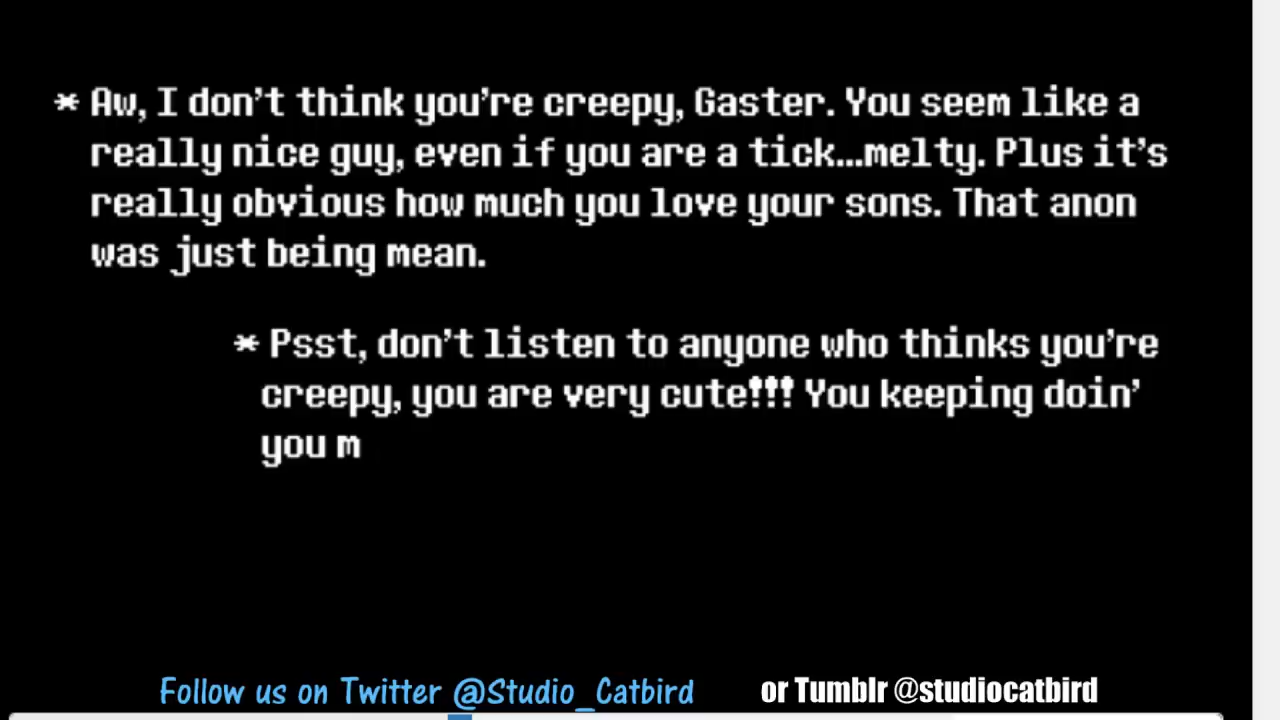 * Aw, I don't think you're creepy, Gaster. You seem like a
really nice guy, even if you are a tick...melty. Plus it's
really obvious how much you love your sons. That anon
was just being mean.
* Psst, don't listen to anyone who thinks you're
creepy, you are very cute!!! You keeping doin'
you m
Follow us on Twitter @Studio_Catbird or Tumblr @studiocatbird